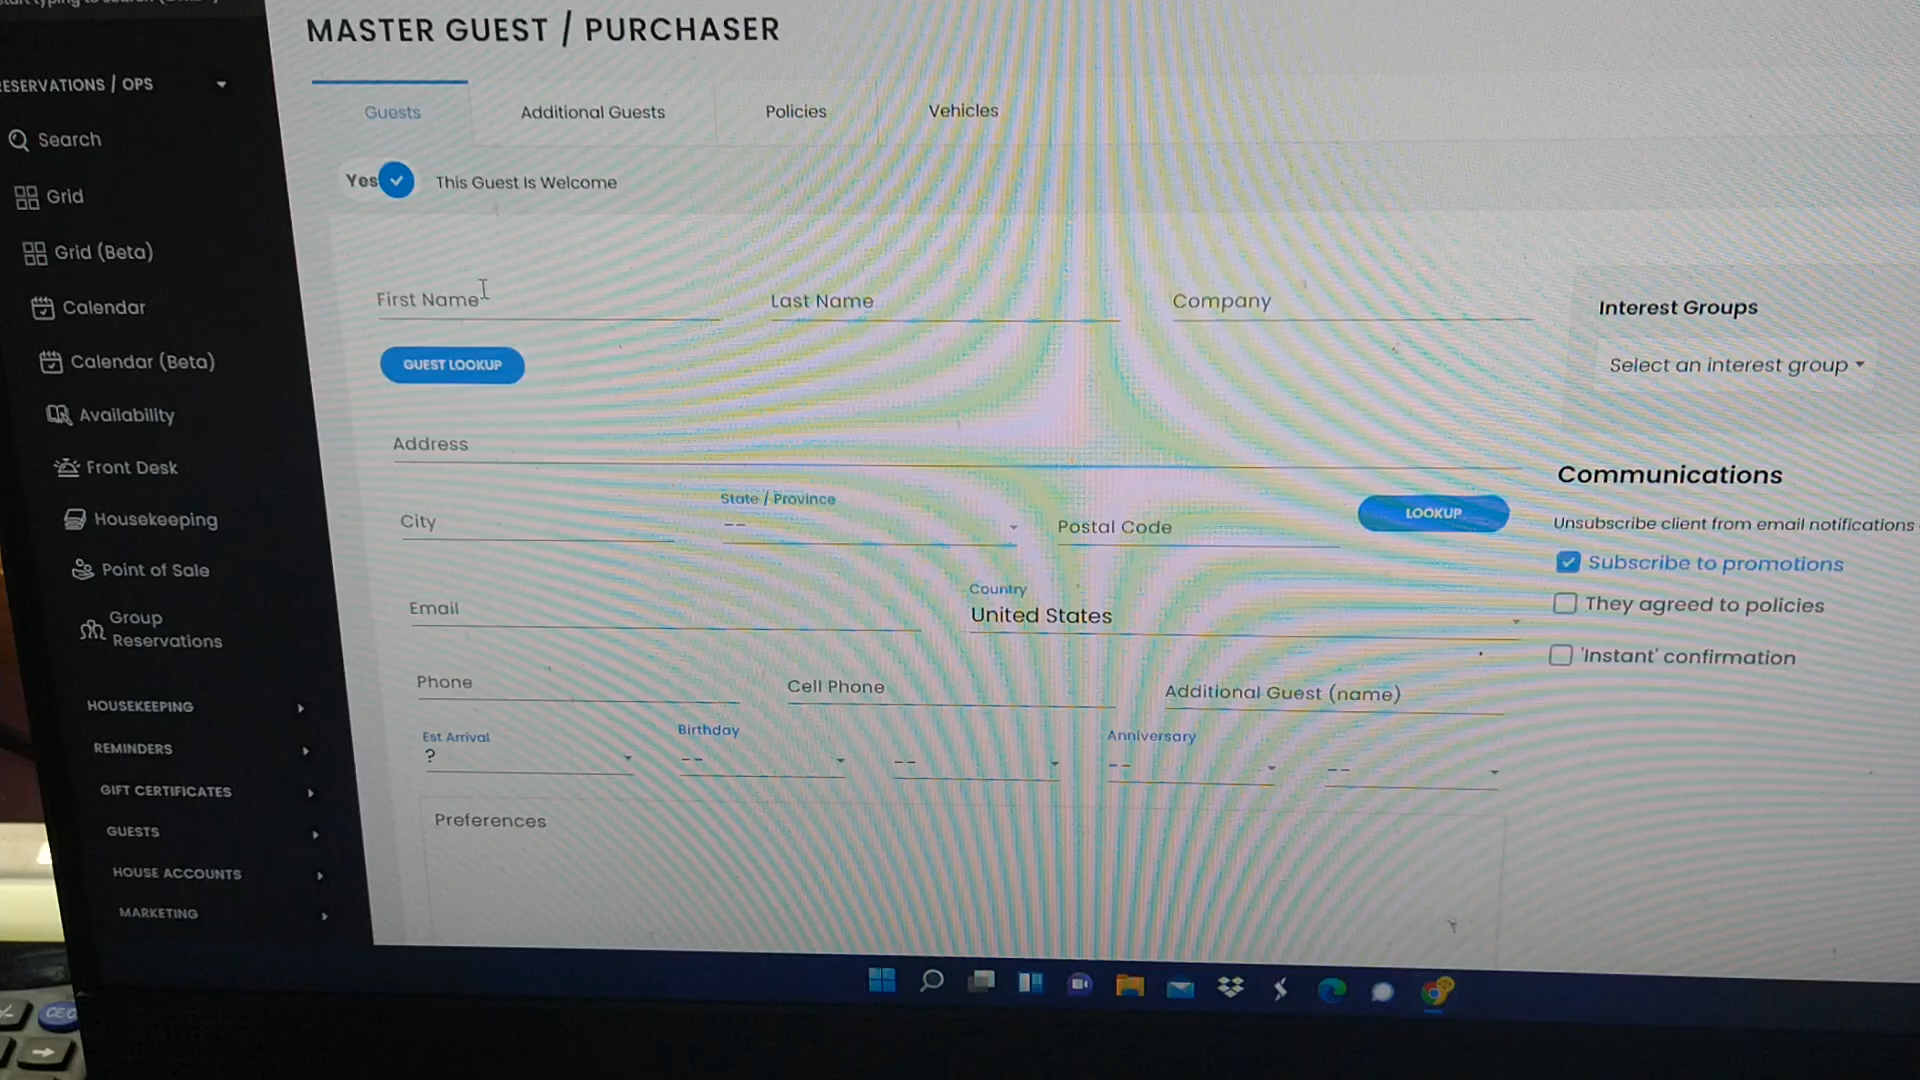 MASTER GUEST / PURCHASER
RESERVATIONS / OPS
Guests
Additional Guests
Policies
Vehicles
Search
Yes
This Guest Is Welcome
Grid
Grid (Beta)
First Name
Last Name
Company
Interest Groups
Calendar
Calendar (Beta)
GUEST LOOKUP
Select an interest group
Availability
Address
Front Desk
Communications
State / Province
--
City
Postal Code
LOOKUP
Housekeeping
Unsubscribe client from email notifications
Subscribe to promotions
Point of Sale
Country
United States
Email
They agreed to policies
Group
Reservations
'Instant' confirmation
Phone
Cell Phone
Additional Guest (name)
HOUSEKEEPING
Est Arrival
Birthday
Anniversary
?
--
--
--
--
REMINDERS
GIFT CERTIFICATES
Preferences
GUESTS
HOUSE ACCOUNTS
MARKETING